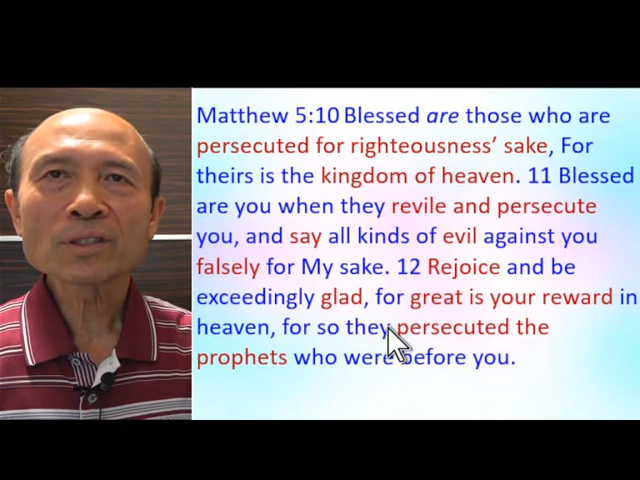 Matthew 5:10 Blessed are those who are
persecuted for righteousness’ sake, For
theirs is the kingdom of heaven. 11 Blessed
are you when they revile and persecute
you, and say all kinds of evil against you
falsely for My sake. 12 Rejoice and be
exceedingly glad, for great is your reward in
heaven, for so they persecuted the
prophets who were before you.